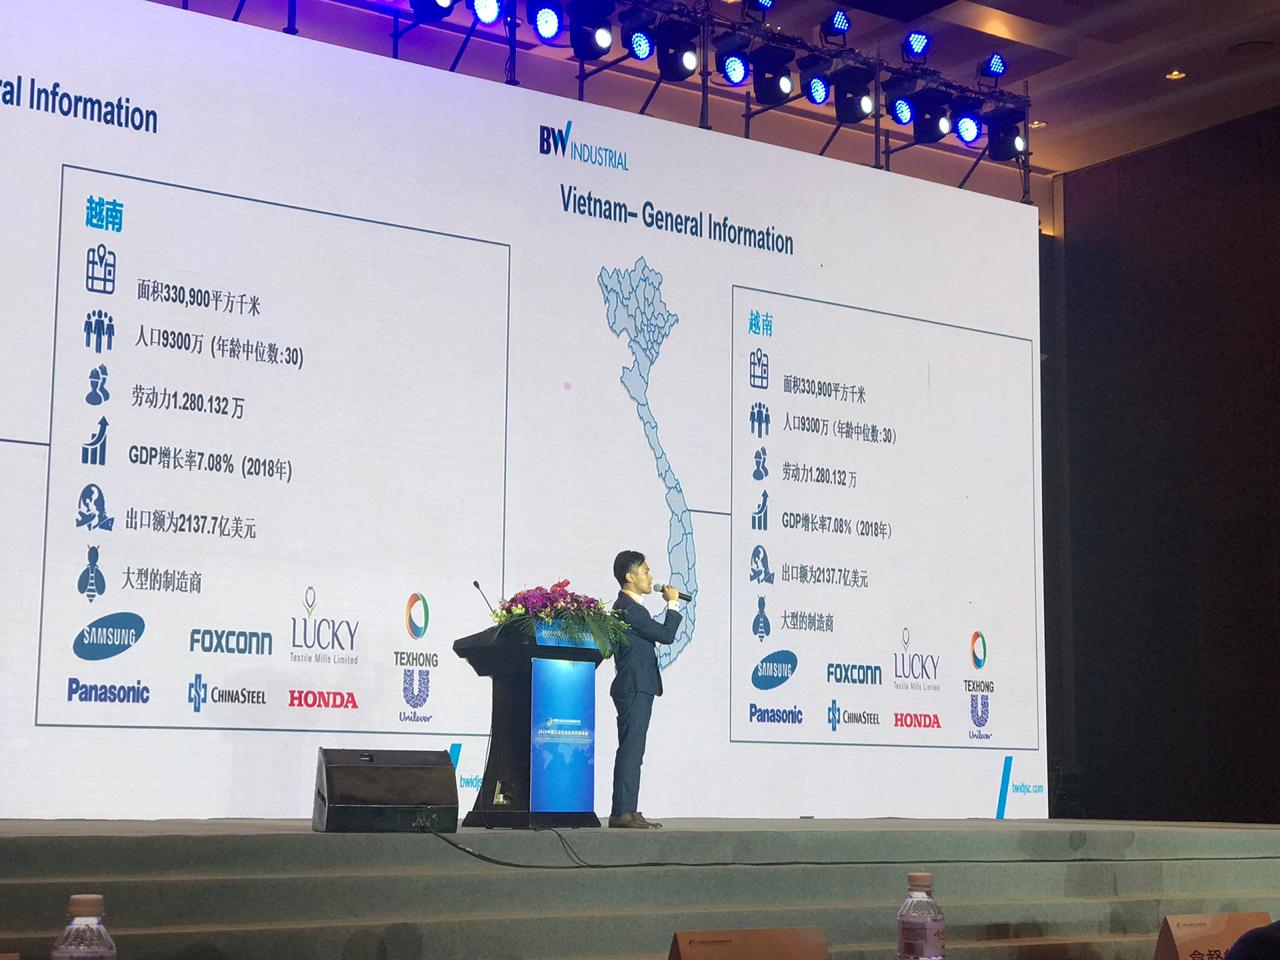 ral Information
越南
面积330,900平方千米
人口9300万 (年龄中位数:30)
劳动力1.280.132 万
GDP增长率7.08% (2018年)
出口额为2137.7亿美元
大型的制造商
SAMSUNG
FOXCONN
LUCKY
Textile Mills Limited
TEXHONG
Panasonic
CHINA STEEL
HONDA
Unilever
BW INDUSTRIAL
Vietnam– General Information
越南
面积330,900平方千米
人口9300万 (年龄中位数:30)
劳动力1.280.132 万
GDP增长率7.08% (2018年)
出口额为2137.7亿美元
大型的制造商
SAMSUNG
FOXCONN
LUCKY
Textile Mills Limited
TEXHONG
Panasonic
CHINA STEEL
HONDA
Unilever
bwidjsc
bwidjsc.com